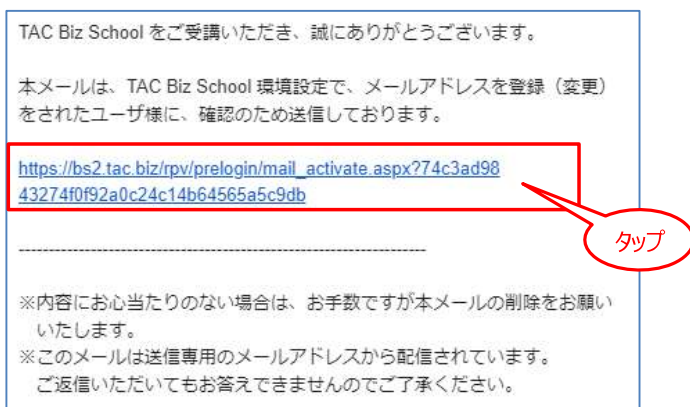 TAC Biz School をご受講いただき、誠にありがとうございます。
本メールは、TAC Biz School 環境設定で、メールアドレスを登録（変更）
をされたユーザ様に、確認のため送信しております。
https://bs2.tac.biz/rpv/prelogin/mail_activate.aspx?74c3ad98
43274f0f92a0c24c14b64565a5c9db
タップ
--------------------------------------------------------------------
※内容にお心当たりのない場合は、お手数ですが本メールの削除をお願い
いたします。
※このメールは送信専用のメールアドレスから配信されています。
ご返信いただいてもお答えできませんのでご了承ください。